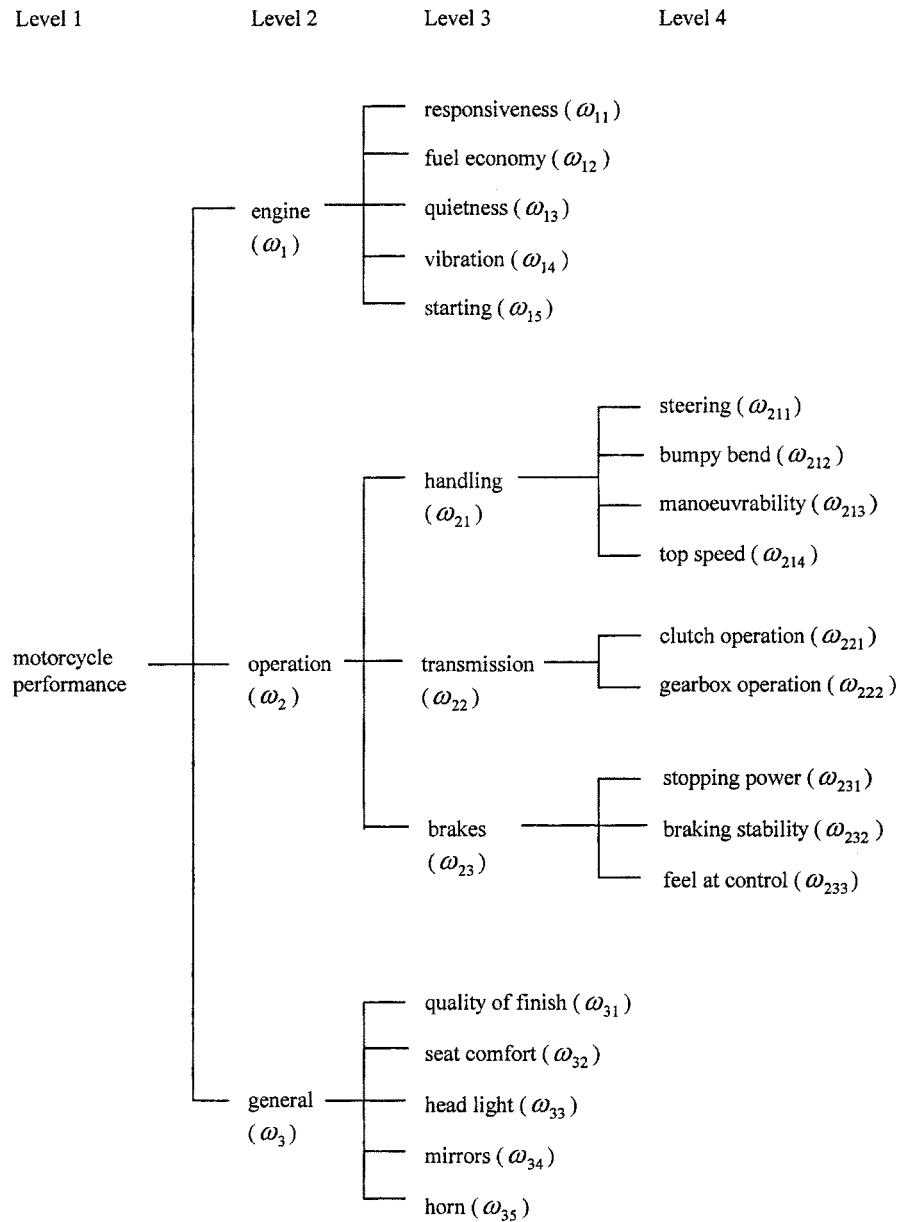 Level 1 Level 2 Level 3 Level 4
responsiveness (ω₁₁)
fuel economy (ω₁₂)
engine quietness (ω₁₃)
(ω₁) vibration (ω₁₄)
starting (ω₁₅)
steering (ω₂₁₁)
bumpy bend (ω₂₁₂)
handling
(ω₂₁) manoeuvrability (ω₂₁₃)
top speed (ω₂₁₄)
clutch operation (ω₂₂₁)
motorcycle operation transmission
performance (ω₂) (ω₂₂) gearbox operation (ω₂₂₂)
stopping power (ω₂₃₁)
brakes braking stability (ω₂₃₂)
(ω₂₃) feel at control (ω₂₃₃)
quality of finish (ω₃₁)
seat comfort (ω₃₂)
general head light (ω₃₃)
(ω₃) mirrors (ω₃₄)
horn (ω₃₅)